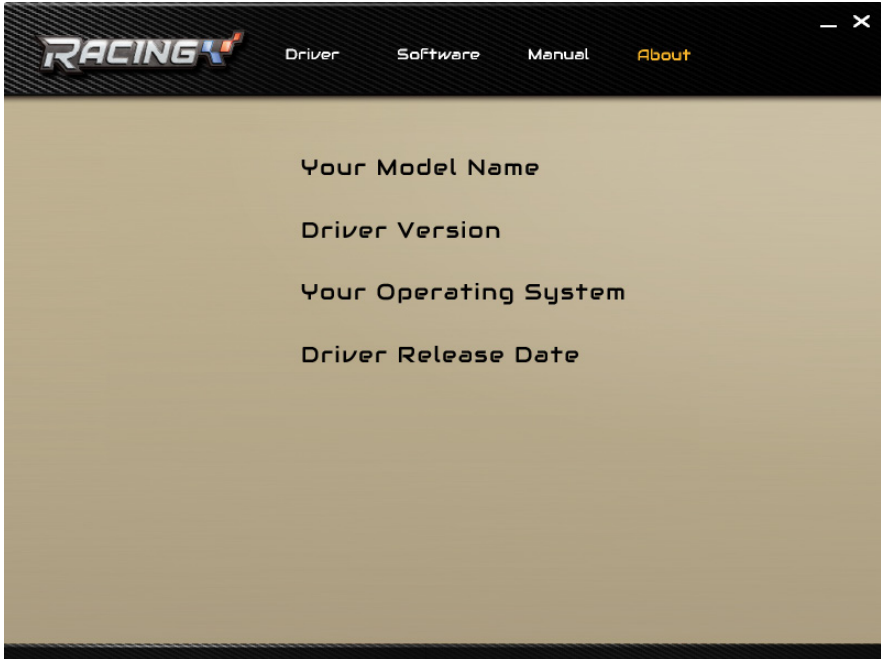 RACING
Driver
Software
Manual
About
Your Model Name
Driver Version
Your Operating System
Driver Release Date